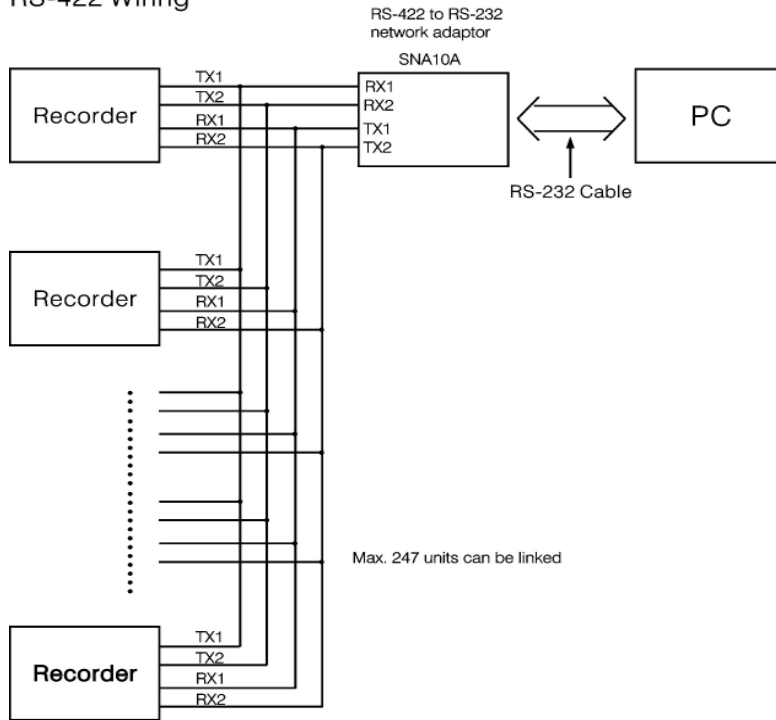 RS-422 Wiring
RS-422 to RS-232
network adaptor
SNA10A
Recorder
TX1
TX2
RX1
RX2
RX1
RX2
TX1
TX2
PC
RS-232 Cable
Recorder
TX1
TX2
RX1
RX2
Max. 247 units can be linked
Recorder
TX1
TX2
RX1
RX2